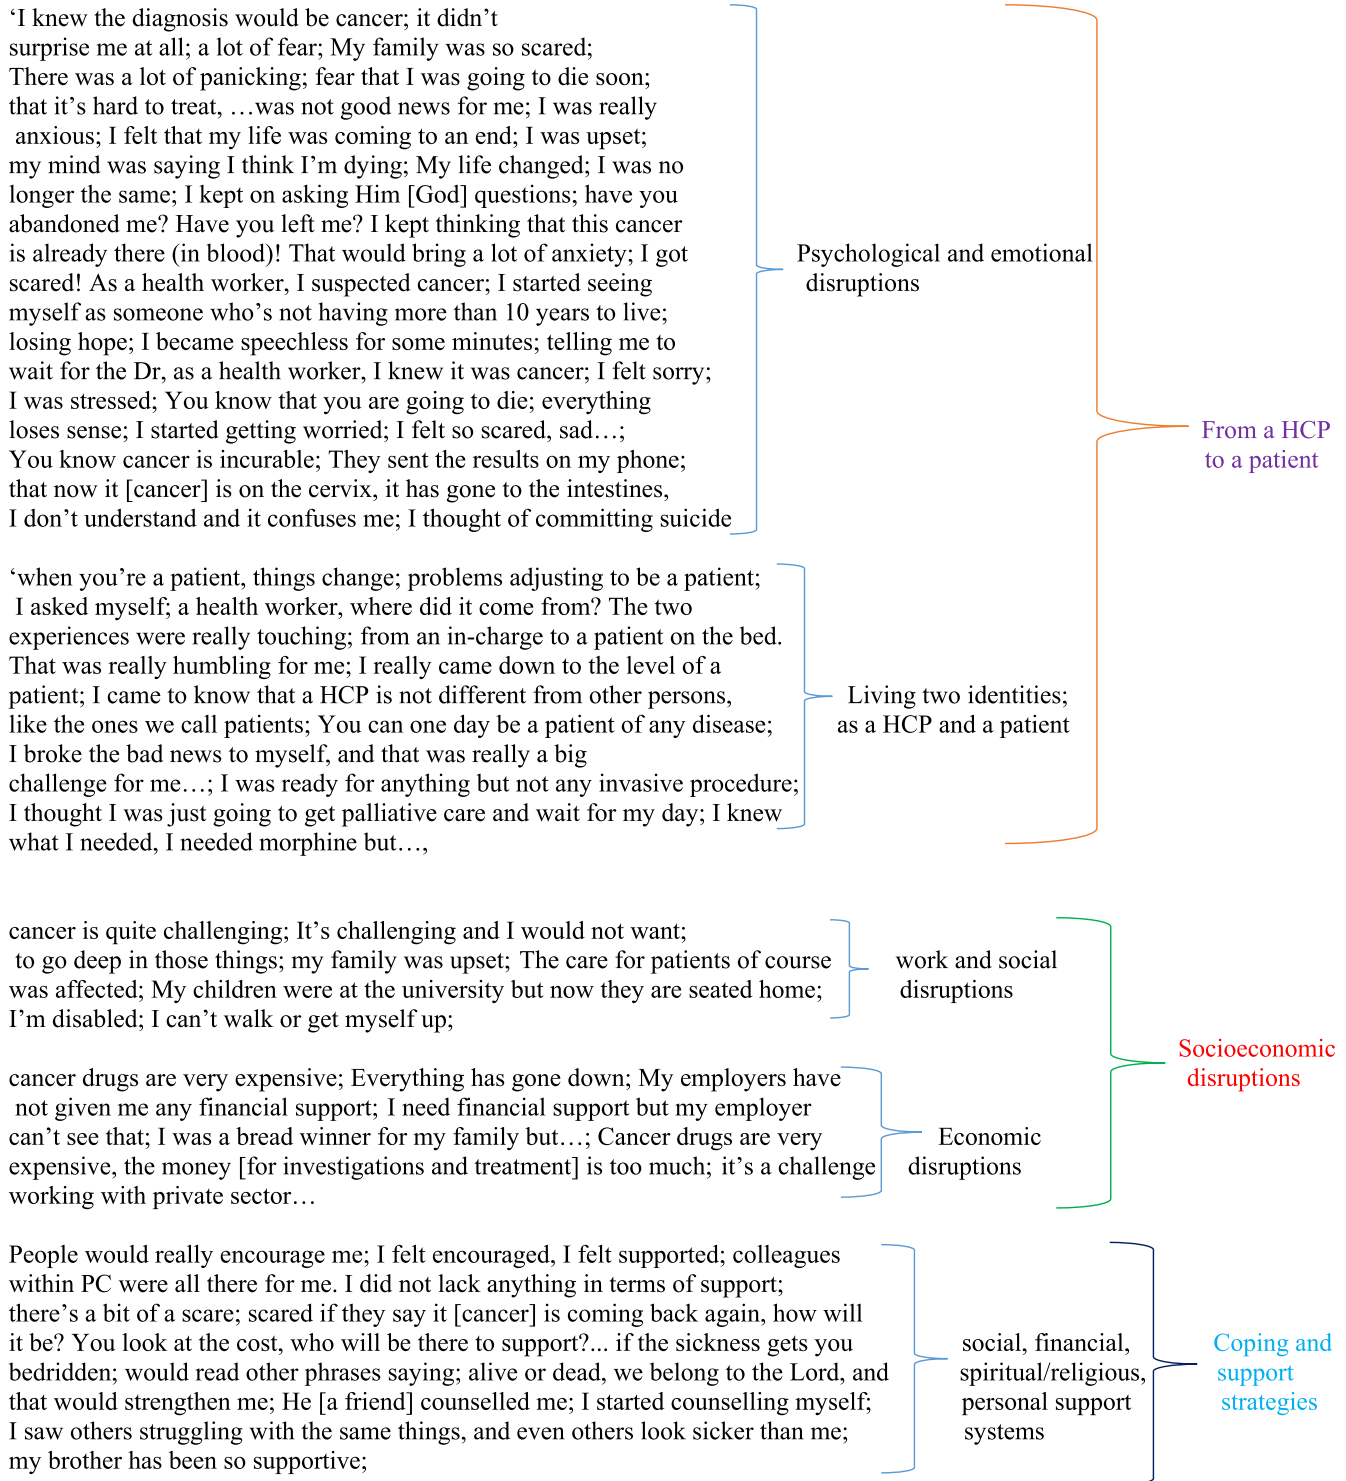 ‘I knew the diagnosis would be cancer; it didn’t
surprise me at all; a lot of fear; My family was so scared;
There was a lot of panicking; fear that I was going to die soon;
that it’s hard to treat, …was not good news for me; I was really
anxious; I felt that my life was coming to an end; I was upset;
my mind was saying I think I’m dying; My life changed; I was no
longer the same; I kept on asking Him [God] questions; have you
abandoned me? Have you left me? I kept thinking that this cancer
is already there (in blood)! That would bring a lot of anxiety; I got
scared! As a health worker, I suspected cancer; I started seeing
myself as someone who’s not having more than 10 years to live;
losing hope; I became speechless for some minutes; telling me to
wait for the Dr, as a health worker, I knew it was cancer; I felt sorry;
I was stressed; You know that you are going to die; everything
loses sense; I started getting worried; I felt so scared, sad…;
You know cancer is incurable; They sent the results on my phone;
that now it [cancer] is on the cervix, it has gone to the intestines,
I don’t understand and it confuses me; I thought of committing suicide
Psychological and emotional
disruptions
‘when you’re a patient, things change; problems adjusting to be a patient;
I asked myself; a health worker, where did it come from? The two
experiences were really touching; from an in-charge to a patient on the bed.
That was really humbling for me; I really came down to the level of a
patient; I came to know that a HCP is not different from other persons,
like the ones we call patients; You can one day be a patient of any disease;
I broke the bad news to myself, and that was really a big
challenge for me…; I was ready for anything but not any invasive procedure;
I thought I was just going to get palliative care and wait for my day; I knew
what I needed, I needed morphine but…,
Living two identities;
as a HCP and a patient
From a HCP
to a patient
cancer is quite challenging; It’s challenging and I would not want;
to go deep in those things; my family was upset; The care for patients of course
was affected; My children were at the university but now they are seated home;
I’m disabled; I can’t walk or get myself up;
work and social
disruptions
cancer drugs are very expensive; Everything has gone down; My employers have
not given me any financial support; I need financial support but my employer
can’t see that; I was a bread winner for my family but…; Cancer drugs are very
expensive, the money [for investigations and treatment] is too much; it’s a challenge
working with private sector…
Economic
disruptions
Socioeconomic
disruptions
People would really encourage me; I felt encouraged, I felt supported; colleagues
within PC were all there for me. I did not lack anything in terms of support;
there’s a bit of a scare; scared if they say it [cancer] is coming back again, how will
it be? You look at the cost, who will be there to support?... if the sickness gets you
bedridden; would read other phrases saying; alive or dead, we belong to the Lord, and
that would strengthen me; He [a friend] counselled me; I started counselling myself;
I saw others struggling with the same things, and even others look sicker than me;
my brother has been so supportive;
social, financial,
spiritual/religious,
personal support
systems
Coping and
support
strategies